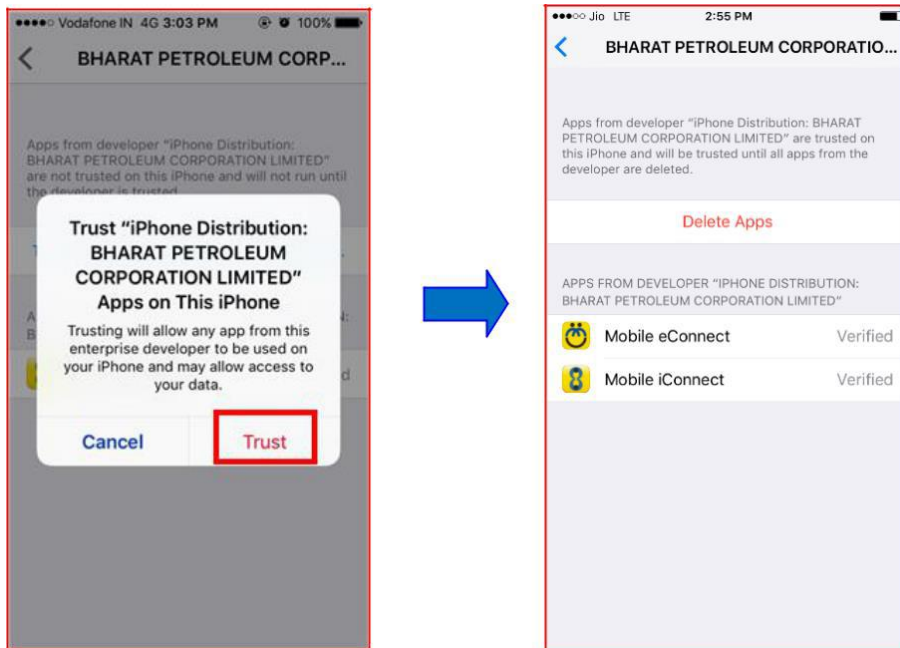 Vodafone IN 4G 3:03 PM 100%
BHARAT PETROLEUM CORP...
Apps from developer "iPhone Distribution:
BHARAT PETROLEUM CORPORATION LIMITED"
are not trusted on this iPhone and will not run until
the developer is trusted.
Trust "iPhone Distribution:
BHARAT PETROLEUM
CORPORATION LIMITED"
Apps on This iPhone
Trusting will allow any app from this
enterprise developer to be used on
your iPhone and may allow access to
your data.
Cancel Trust
Jio LTE 2:55 PM
BHARAT PETROLEUM CORPORATIO...
Apps from developer "iPhone Distribution: BHARAT
PETROLEUM CORPORATION LIMITED" are trusted on
this iPhone and will be trusted until all apps from the
developer are deleted.
Delete Apps
APPS FROM DEVELOPER "IPHONE DISTRIBUTION:
BHARAT PETROLEUM CORPORATION LIMITED"
Mobile eConnect Verified
Mobile iConnect Verified